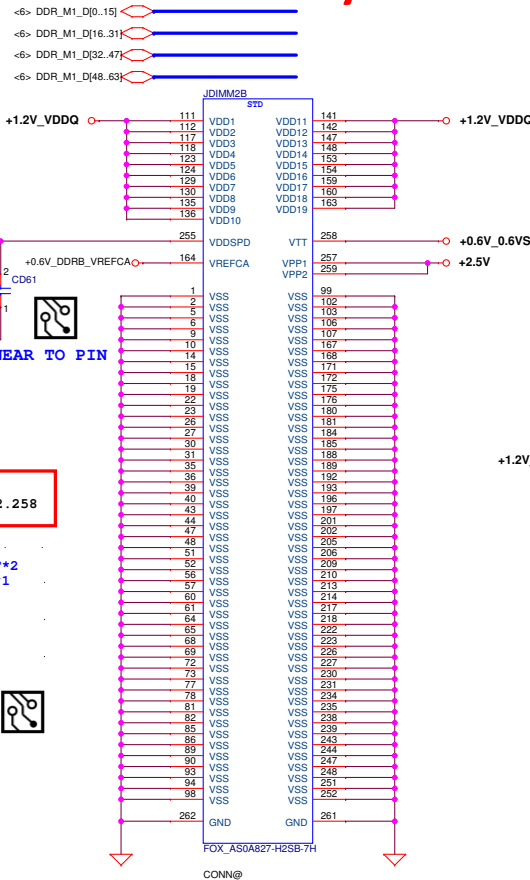 <6> DDR_M1_D[0..15]
<6> DDR_M1_D[16..31]
<6> DDR_M1_D[32..47]
<6> DDR_M1_D[48..63]
JDIMM2B
STD
+1.2V_VDDQ 111 VDD1 VDD11 141 +1.2V_VDDQ
112 VDD2 VDD12 142
117 VDD3 VDD13 147
118 VDD4 VDD14 148
123 VDD5 VDD15 153
124 VDD6 VDD16 154
129 VDD7 VDD17 159
130 VDD8 VDD18 160
135 VDD9 VDD19 163
136 VDD10
255 VDDSPD VTT 258 +0.6V_0.6VS
+0.6V_DDRB_VREFCA 164 VREFCA VPP1 257 +2.5V
VPP2 259
2
CD61
1
1 VSS VSS 99
2 VSS VSS 102
5 VSS VSS 103
6 VSS VSS 106
9 VSS VSS 107
10 VSS VSS 167
14 VSS VSS 168
15 VSS VSS 171
18 VSS VSS 172
19 VSS VSS 175
22 VSS VSS 176
23 VSS VSS 180
26 VSS VSS 181
27 VSS VSS 184
30 VSS VSS 185
31 VSS VSS 188
35 VSS VSS 189
36 VSS VSS 192
39 VSS VSS 193
40 VSS VSS 196
43 VSS VSS 197
44 VSS VSS 201
47 VSS VSS 202
48 VSS VSS 205
51 VSS VSS 206
52 VSS VSS 209
56 VSS VSS 210
57 VSS VSS 213
60 VSS VSS 214
61 VSS VSS 217
64 VSS VSS 218
65 VSS VSS 222
68 VSS VSS 223
69 VSS VSS 226
72 VSS VSS 227
73 VSS VSS 230
77 VSS VSS 231
78 VSS VSS 234
81 VSS VSS 235
82 VSS VSS 238
85 VSS VSS 239
86 VSS VSS 243
89 VSS VSS 244
90 VSS VSS 247
93 VSS VSS 248
94 VSS VSS 251
98 VSS VSS 252
262 GND GND 261
NEAR TO PIN
2.258
*2
1
+1.2V
FOX_AS0A827-H2SB-7H
CONN@